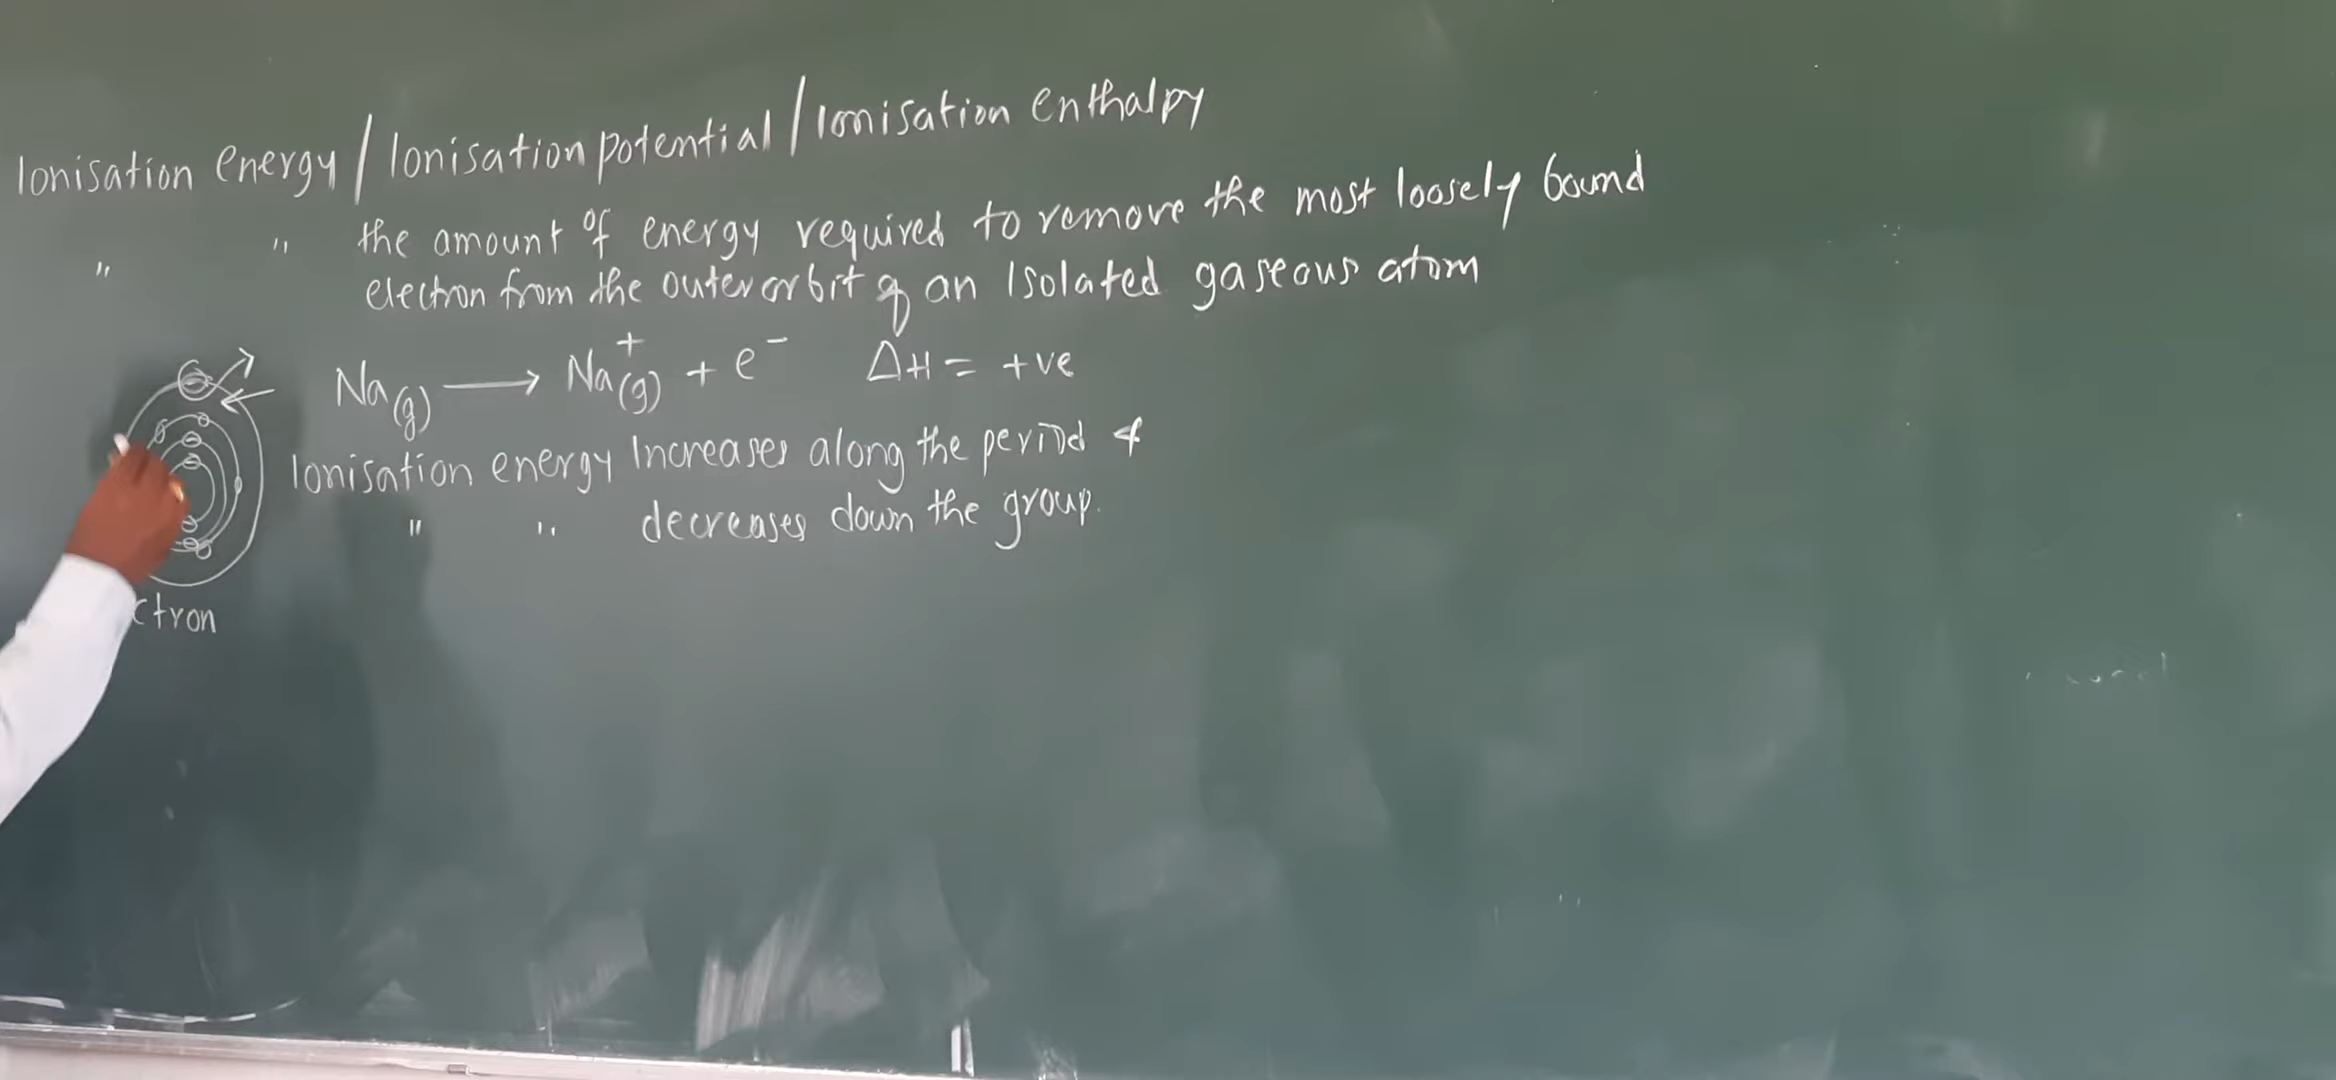 Ionisation energy / Ionisation potential / Ionisation enthalpy
" " the amount of energy required to remove the most loosely bound
electron from the outer orbit of an Isolated gaseous atom
Na(g) ⟶ Na⁺(g) + e⁻ ΔH = +ve
Ionisation energy Increases along the period &
" " decreases down the group.
ctron